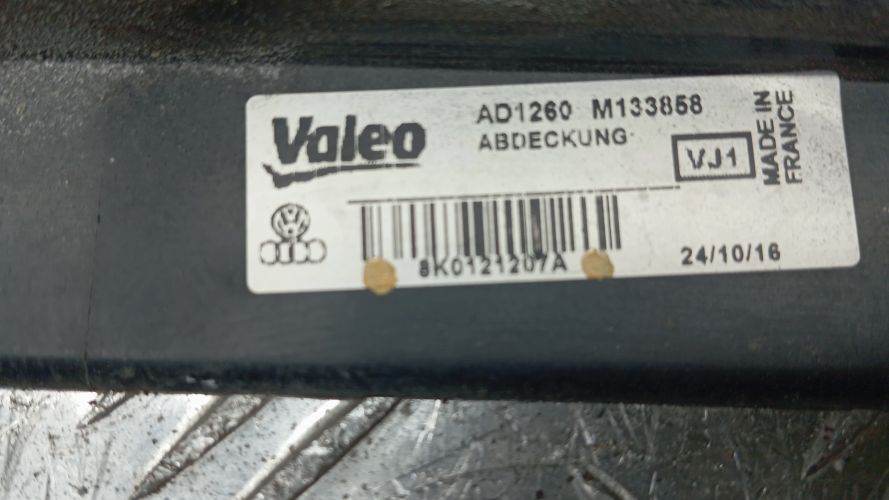 Valeo
AD1260 M133858
ABDECKUNG
VJ1
MADE IN
FRANCE
8K0121207A
24/10/16